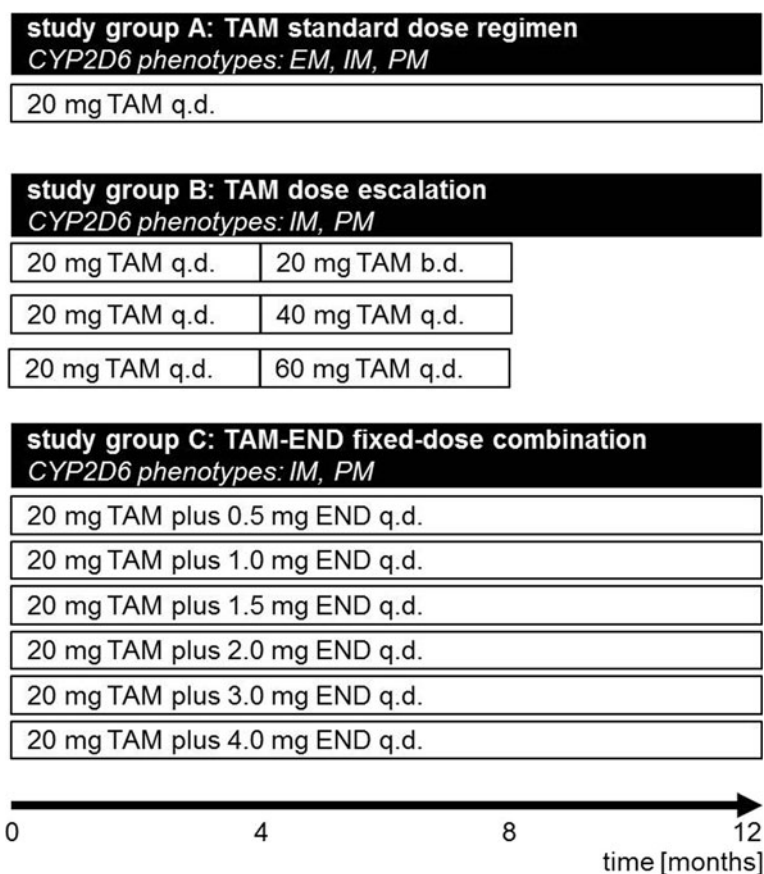 study group A: TAM standard dose regimen
CYP2D6 phenotypes: EM, IM, PM
20 mg TAM q.d.
study group B: TAM dose escalation
CYP2D6 phenotypes: IM, PM
20 mg TAM q.d. 20 mg TAM b.d.
20 mg TAM q.d. 40 mg TAM q.d.
20 mg TAM q.d. 60 mg TAM q.d.
study group C: TAM-END fixed-dose combination
CYP2D6 phenotypes: IM, PM
20 mg TAM plus 0.5 mg END q.d.
20 mg TAM plus 1.0 mg END q.d.
20 mg TAM plus 1.5 mg END q.d.
20 mg TAM plus 2.0 mg END q.d.
20 mg TAM plus 3.0 mg END q.d.
20 mg TAM plus 4.0 mg END q.d.
0 4 8 12
time [months]